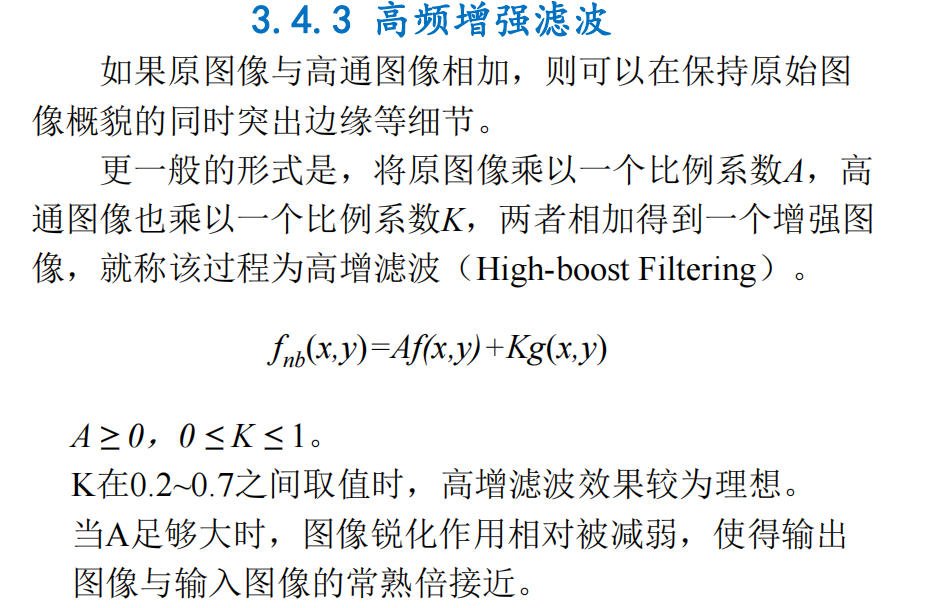 3.4.3 高频增强滤波
如果原图像与高通图像相加，则可以在保持原始图
像概貌的同时突出边缘等细节。
更一般的形式是，将原图像乘以一个比例系数A，高
通图像也乘以一个比例系数K，两者相加得到一个增强图
像，就称该过程为高增滤波（High-boost Filtering）。
f_nb(x,y)=Af(x,y)+Kg(x,y)
A ≥ 0，0 ≤ K ≤ 1。
K在0.2~0.7之间取值时，高增滤波效果较为理想。
当A足够大时，图像锐化作用相对被减弱，使得输出
图像与输入图像的常熟倍接近。